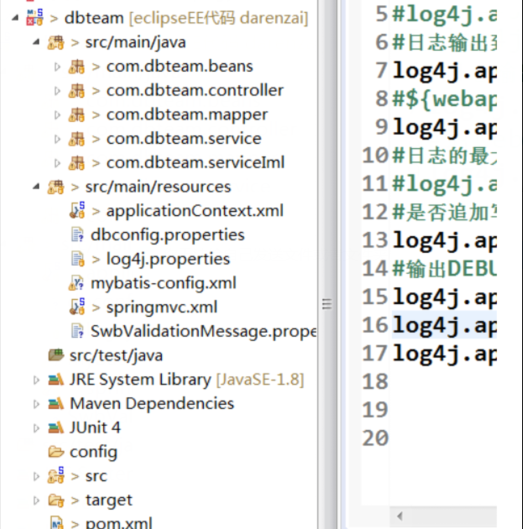 > dbteam [eclipseEE代码 darenzai]
> src/main/java
> com.dbteam.beans
> com.dbteam.controller
> com.dbteam.mapper
> com.dbteam.service
> com.dbteam.serviceIml
> src/main/resources
> applicationContext.xml
dbconfig.properties
> log4j.properties
mybatis-config.xml
> springmvc.xml
SwbValidationMessage.prope
src/test/java
JRE System Library [JavaSE-1.8]
Maven Dependencies
JUnit 4
config
> src
> target
> pom.xml
5 #log4j.a
6 #日志输出到
7 log4j.ap
8 #${webap
9 log4j.ap
10 #日志的最大
11 #log4j.a
12 #是否追加写
13 log4j.ap
14 #输出DEBU
15 log4j.ap
16 log4j.ap
17 log4j.ap
18
19
20